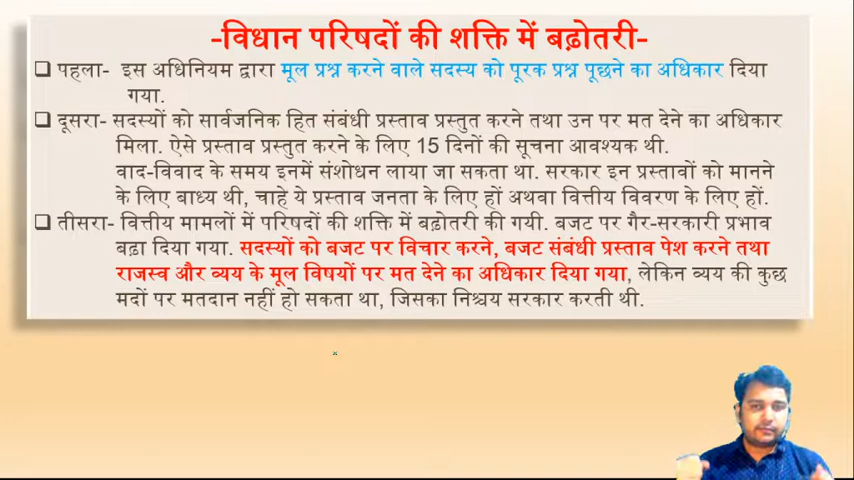 -विधान परिषदों की शक्ति में बढ़ोतरी-
❑ पहला- इस अधिनियम द्वारा मूल प्रश्न करने वाले सदस्य को पूरक प्रश्न पूछने का अधिकार दिया
गया.
❑ दूसरा- सदस्यों को सार्वजनिक हित संबंधी प्रस्ताव प्रस्तुत करने तथा उन पर मत देने का अधिकार
मिला. ऐसे प्रस्ताव प्रस्तुत करने के लिए 15 दिनों की सूचना आवश्यक थी.
वाद-विवाद के समय इनमें संशोधन लाया जा सकता था. सरकार इन प्रस्तावों को मानने
के लिए बाध्य थी, चाहे ये प्रस्ताव जनता के लिए हों अथवा वित्तीय विवरण के लिए हों.
❑ तीसरा- वित्तीय मामलों में परिषदों की शक्ति में बढ़ोतरी की गयी. बजट पर गैर-सरकारी प्रभाव
बढ़ा दिया गया. सदस्यों को बजट पर विचार करने, बजट संबंधी प्रस्ताव पेश करने तथा
राजस्व और व्यय के मूल विषयों पर मत देने का अधिकार दिया गया, लेकिन व्यय की कुछ
मदों पर मतदान नहीं हो सकता था, जिसका निश्चय सरकार करती थी.